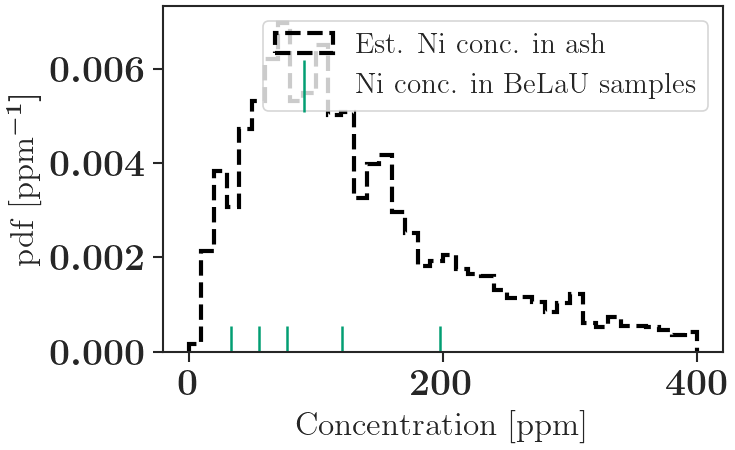 Est. Ni conc. in ash
Ni conc. in BeLaU samples
pdf [ppm⁻¹]
0.006
0.004
0.002
0.000
0 200 400
Concentration [ppm]